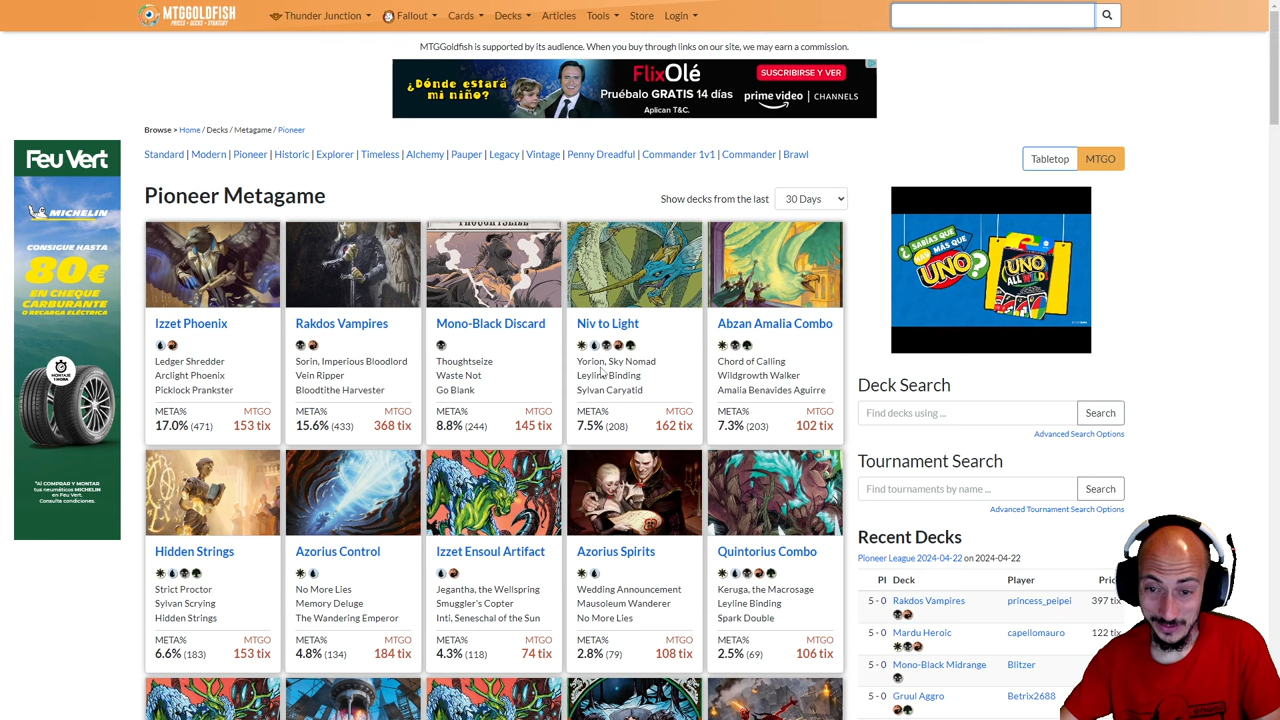 MTGGOLDFISH
PRICES • DECKS • STRATEGY
Thunder Junction
Fallout
Cards
Decks
Articles
Tools
Store
Login
MTGGoldfish is supported by its audience. When you buy through links on our site, we may earn a commission.
¿Dónde estará
mi niño?
FlixOlé
Pruébalo GRATIS 14 días
Aplican T&C.
SUSCRIBIRSE Y VER
prime video | CHANNELS
Browse > Home / Decks / Metagame / Pioneer
Feu Vert
MICHELIN
CONSIGUE HASTA
80€
EN CHEQUE
CARBURANTE
O RECARGA ELÉCTRICA
MONTAJE
1 HORA
*Al COMPRAR Y MONTAR
tus neumáticos MICHELIN
en Feu Vert.
Consulta condiciones.
Standard | Modern | Pioneer | Historic | Explorer | Timeless | Alchemy | Pauper | Legacy | Vintage | Penny Dreadful | Commander 1v1 | Commander | Brawl
Tabletop
MTGO
Pioneer Metagame
Show decks from the last
30 Days
THOUGHTSEIZE
Izzet Phoenix
Ledger Shredder
Arclight Phoenix
Picklock Prankster
META% MTGO
17.0% (471) 153 tix
Rakdos Vampires
Sorin, Imperious Bloodlord
Vein Ripper
Bloodtithe Harvester
META% MTGO
15.6% (433) 368 tix
Mono-Black Discard
Thoughtseize
Waste Not
Go Blank
META% MTGO
8.8% (244) 145 tix
Niv to Light
Yorion, Sky Nomad
Leyline Binding
Sylvan Caryatid
META% MTGO
7.5% (208) 162 tix
Abzan Amalia Combo
Chord of Calling
Wildgrowth Walker
Amalia Benavides Aguirre
META% MTGO
7.3% (203) 102 tix
Hidden Strings
Strict Proctor
Sylvan Scrying
Hidden Strings
META% MTGO
6.6% (183) 153 tix
Azorius Control
No More Lies
Memory Deluge
The Wandering Emperor
META% MTGO
4.8% (134) 184 tix
Izzet Ensoul Artifact
Jegantha, the Wellspring
Smuggler's Copter
Inti, Seneschal of the Sun
META% MTGO
4.3% (118) 74 tix
Azorius Spirits
Wedding Announcement
Mausoleum Wanderer
No More Lies
META% MTGO
2.8% (79) 108 tix
Quintorius Combo
Keruga, the Macrosage
Leyline Binding
Spark Double
META% MTGO
2.5% (69) 106 tix
¿SABÍAS QUE
HAY MÁS QUE
UNO?
UNO
UNO
ALL WILD!
Deck Search
Find decks using ...
Search
Advanced Search Options
Tournament Search
Find tournaments by name ...
Search
Advanced Tournament Search Options
Recent Decks
Pioneer League 2024-04-22 on 2024-04-22
Pl Deck Player
5 - 0 Rakdos Vampires princess_peipei 397 tix
5 - 0 Mardu Heroic capellomauro 122 tix
5 - 0 Mono-Black Midrange Blitzer
5 - 0 Gruul Aggro Betrix2688